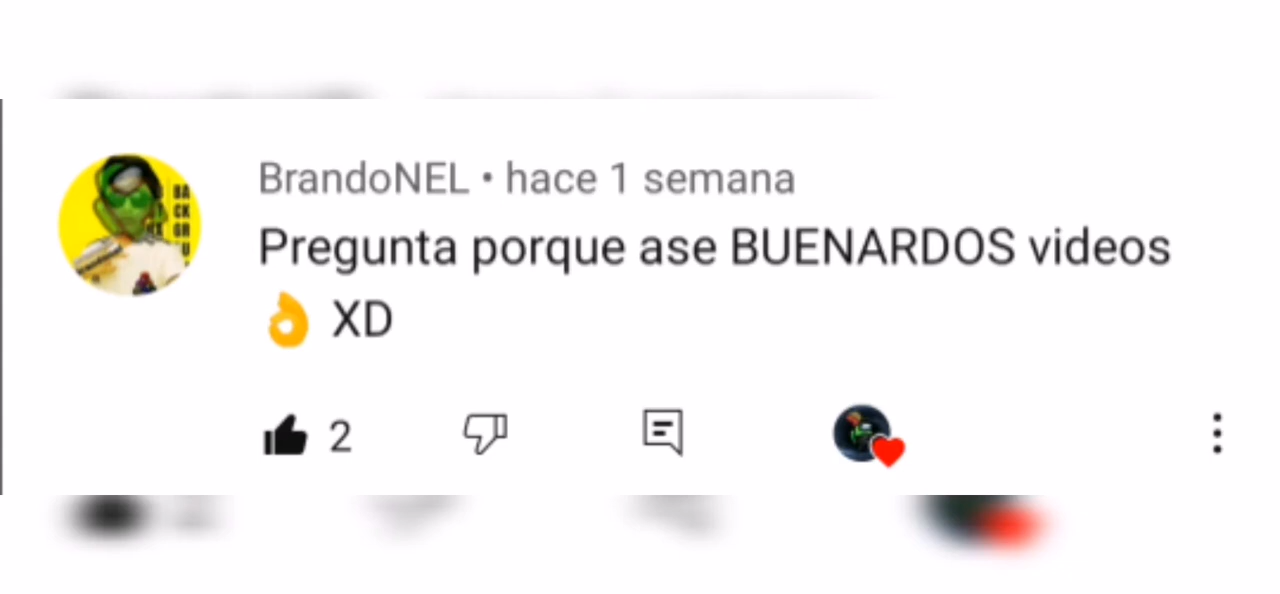 BrandoNEL • hace 1 semana
Pregunta porque ase BUENARDOS videos
👌 XD
2